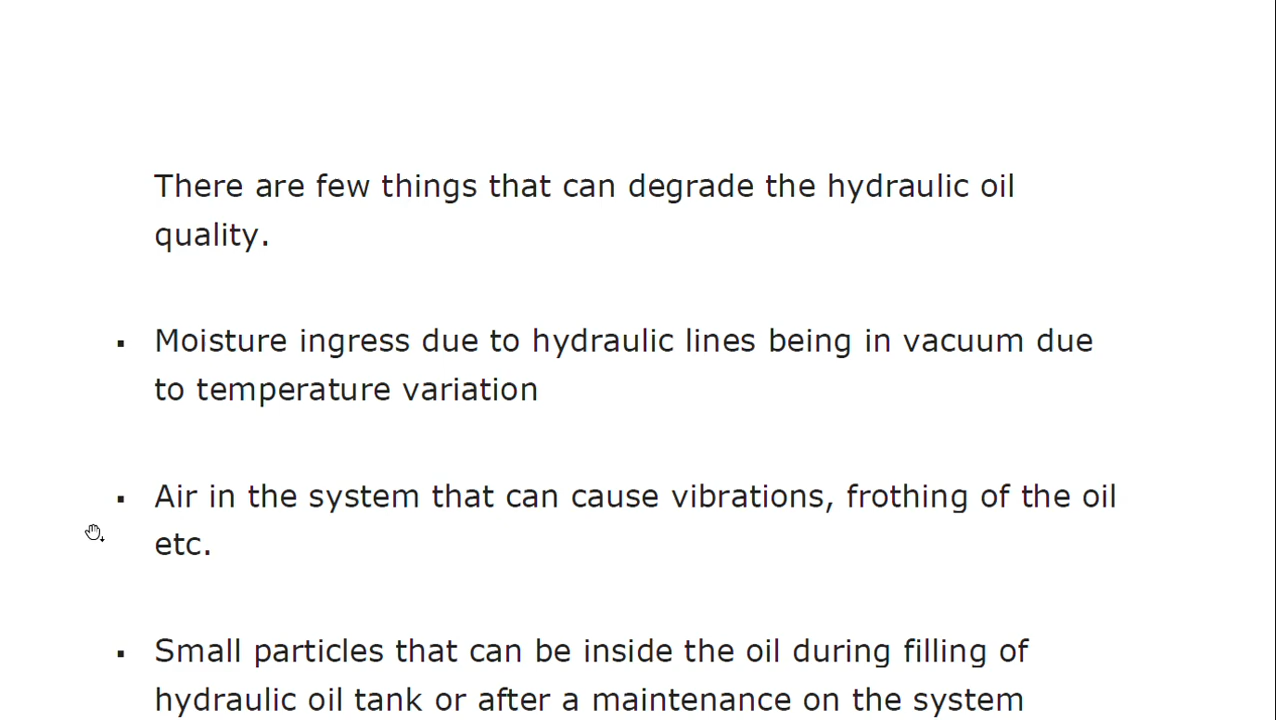 There are few things that can degrade the hydraulic oil
quality.
▪ Moisture ingress due to hydraulic lines being in vacuum due
to temperature variation
▪ Air in the system that can cause vibrations, frothing of the oil
etc.
▪ Small particles that can be inside the oil during filling of
hydraulic oil tank or after a maintenance on the system